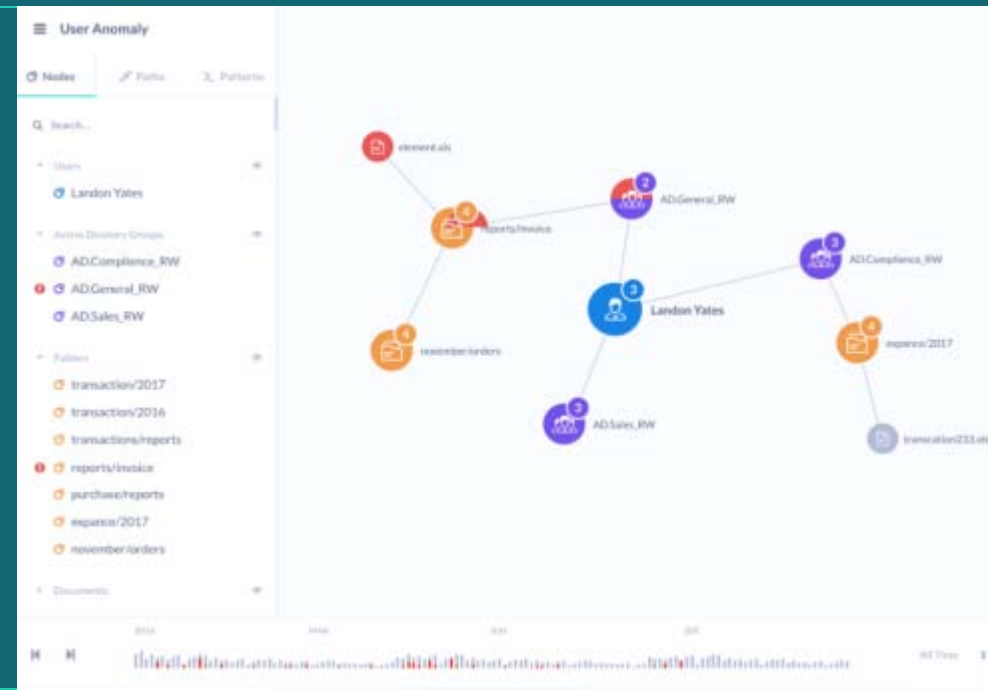 User Anomaly
Nodes
Paths
Patterns
Search...
Users
Landon Yates
Active Directory Groups
AD.Complience_RW
AD.General_RW
AD.Sales_RW
Folders
transaction/2017
transaction/2016
transactions/reports
reports/invoice
purchase/reports
expance/2017
november/orders
Documents
element.xls
4
reports/invoice
2
AD.General_RW
3
AD.Complience_RW
3
Landon Yates
4
expance/2017
4
november/orders
3
AD.Sales_RW
All Time